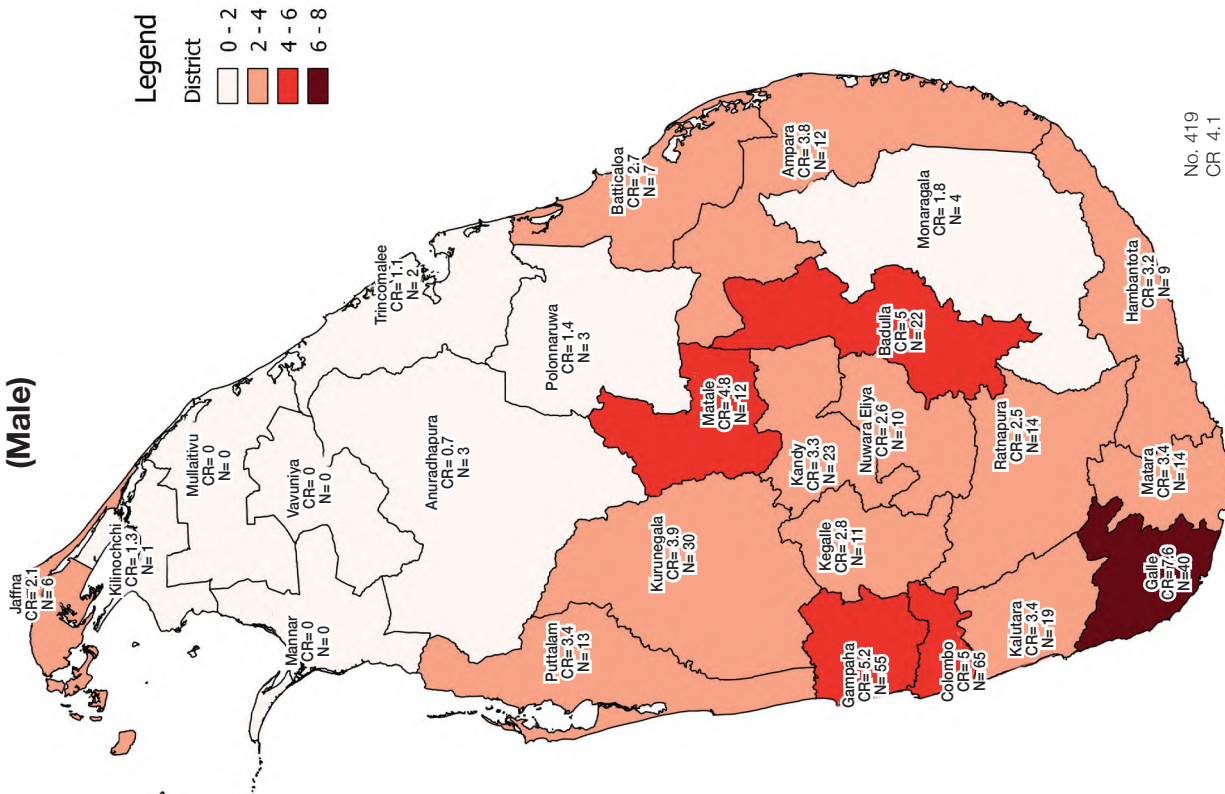 (Male)
Legend
District
0 - 2
2 - 4
4 - 6
6 - 8
Jaffna
CR= 2.1
N= 6
Kilinochchi
CR= 1.3
N= 1
Mullaitivu
CR= 0
N= 0
Mannar
CR= 0
N= 0
Vavuniya
CR= 0
N= 0
Trincomalee
CR= 1.1
N= 2
Anuradhapura
CR= 0.7
N= 3
Polonnaruwa
CR= 1.4
N= 3
Puttalam
CR= 3.4
N= 13
Kurunegala
CR= 3.9
N= 30
Matale
CR= 4.8
N= 12
Batticaloa
CR= 2.7
N= 7
Ampara
CR= 3.8
N= 12
Kandy
CR= 3.3
N= 23
Kegalle
CR= 2.8
N= 11
Nuwara Eliya
CR= 2.6
N= 10
Badulla
CR= 5
N= 22
Monaragala
CR= 1.8
N= 4
Gampaha
CR= 5.2
N= 55
Colombo
CR= 5
N= 65
Kalutara
CR= 3.4
N= 19
Ratnapura
CR= 2.5
N= 14
Galle
CR= 7.6
N= 40
Matara
CR= 3.4
N= 14
Hambantota
CR= 3.2
N= 9
No. 419
CR 4.1